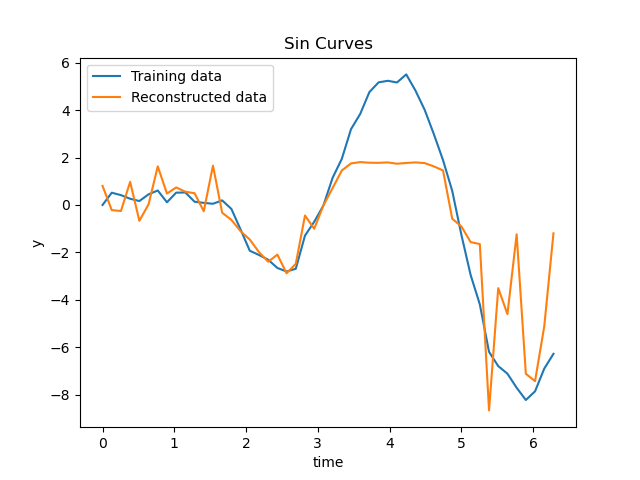 Sin Curves
Training data
Reconstructed data
6
4
2
0
−2
−4
−6
−8
y
0 1 2 3 4 5 6
time